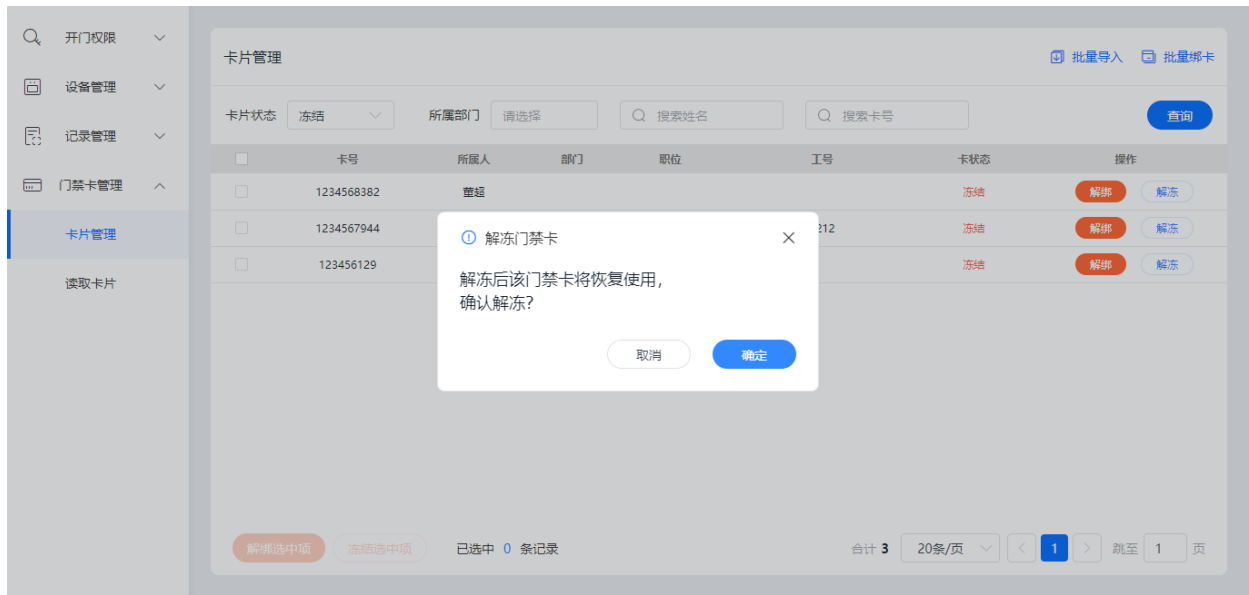 开门权限
设备管理
记录管理
门禁卡管理
卡片管理
读取卡片
卡片管理 批量导入 批量绑卡
卡片状态 冻结 所属部门 请选择 搜索姓名 搜索卡号 查询
卡号 所属人 部门 职位 工号 卡状态 操作
1234568382 董超 冻结 解绑 解冻
1234567944 212 冻结 解绑 解冻
123456129 冻结 解绑 解冻
解冻门禁卡
解冻后该门禁卡将恢复使用,
确认解冻?
取消 确定
解绑选中项 冻结选中项 已选中 0 条记录 合计 3 20条/页 1 跳至 1 页